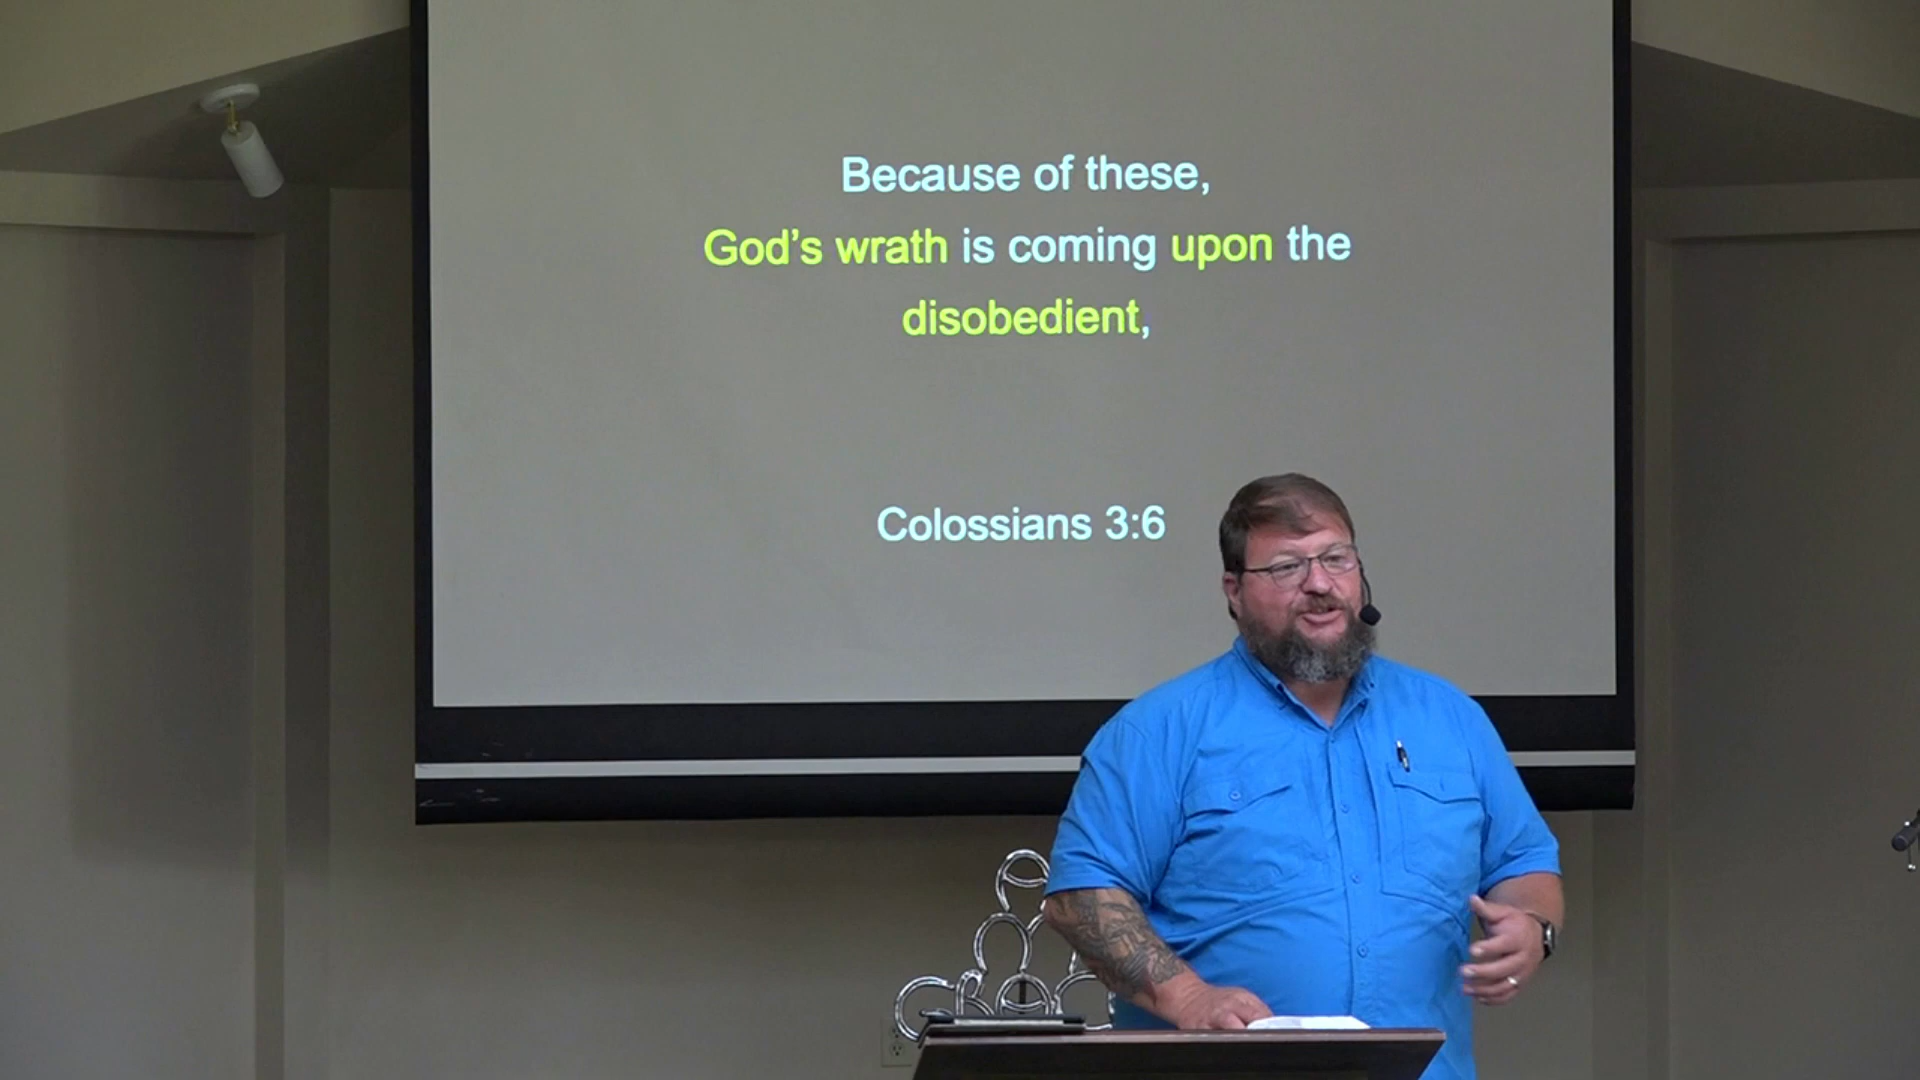 Because of these,
God’s wrath is coming upon the
disobedient,
Colossians 3:6